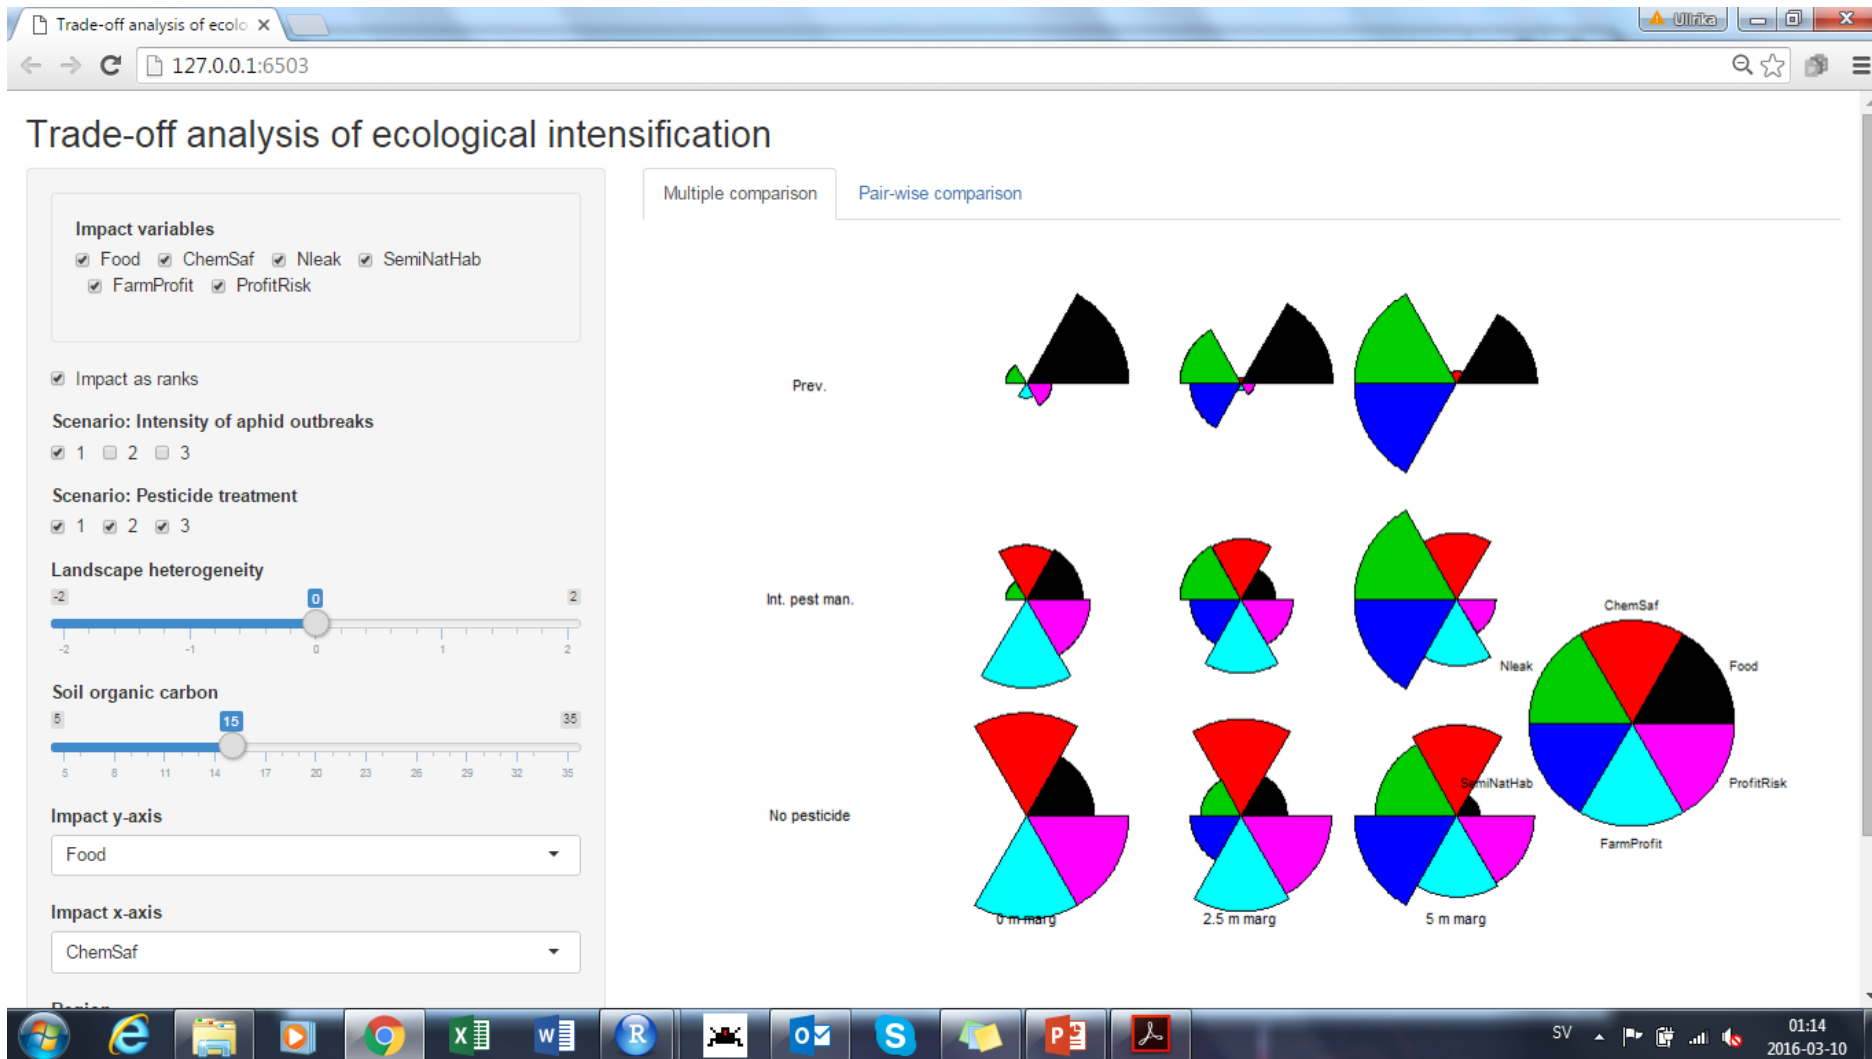 Trade-off analysis of ecolo
Ullrika
127.0.0.1:6503
Trade-off analysis of ecological intensification
Multiple comparison
Pair-wise comparison
Impact variables
Food ChemSaf Nleak SemiNatHab
FarmProfit ProfitRisk
Impact as ranks
Scenario: Intensity of aphid outbreaks
1 2 3
Scenario: Pesticide treatment
1 2 3
Landscape heterogeneity
-2 0 2
-2 -1 0 1 2
Soil organic carbon
5 15 35
5 8 11 14 17 20 23 26 29 32 35
Impact y-axis
Food
Impact x-axis
ChemSaf
Region
Prev.
Int. pest man.
No pesticide
0 m marg
2.5 m marg
5 m marg
ChemSaf
Nleak
Food
SemiNatHab
ProfitRisk
FarmProfit
SV
01:14
2016-03-10